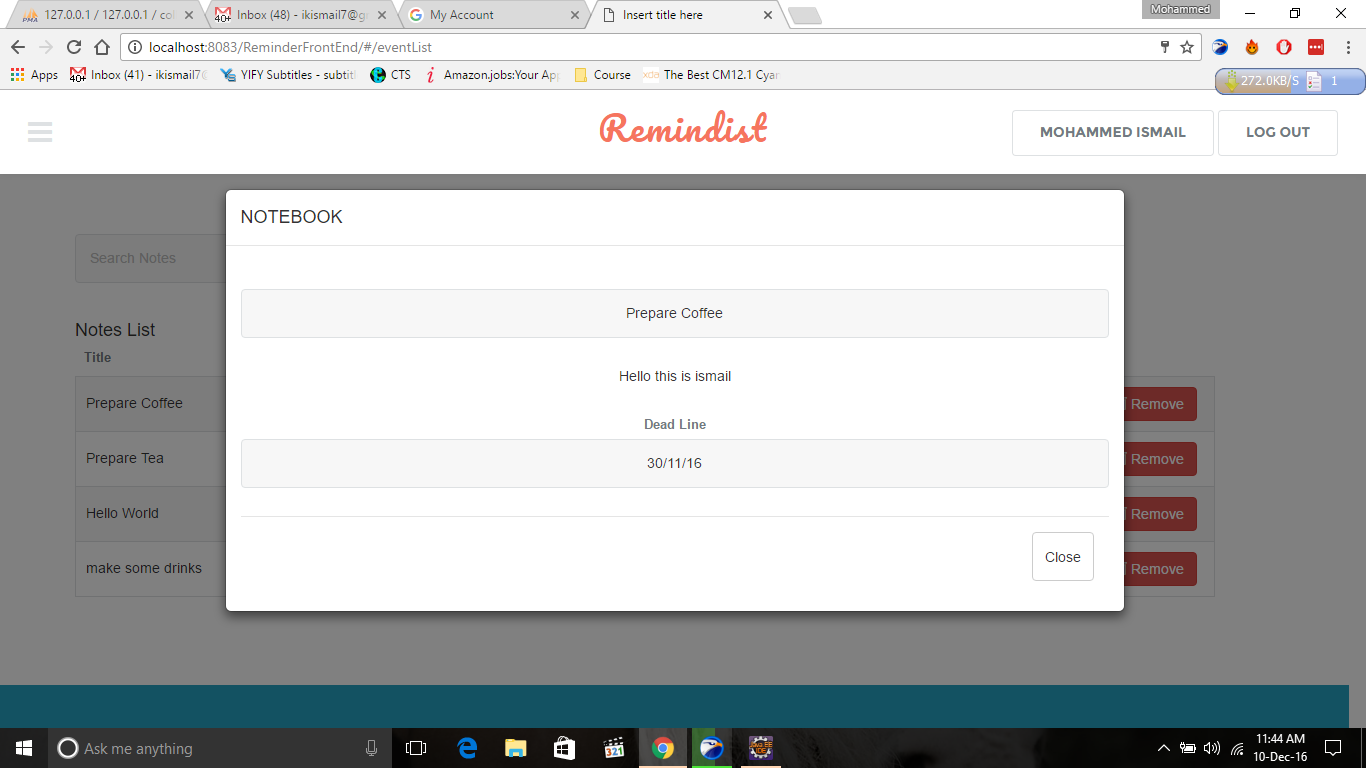 127.0.0.1 / 127.0.0.1 / col
Inbox (48) - ikismail7@g
My Account
Insert title here
Mohammed
localhost:8083/ReminderFrontEnd/#/eventList
Apps
Inbox (41) - ikismail7@
YIFY Subtitles - subtit
CTS
Amazon.jobs:Your Ap
Course
The Best CM12.1 Cyan
272.0KB/S 1
Remindist
MOHAMMED ISMAIL
LOG OUT
NOTEBOOK
Search Notes
Prepare Coffee
Notes List
Title
Hello this is ismail
Prepare Coffee
Remove
Dead Line
Prepare Tea
Remove
30/11/16
Hello World
Remove
Close
make some drinks
Remove
Ask me anything
321
11:44 AM
10-Dec-16